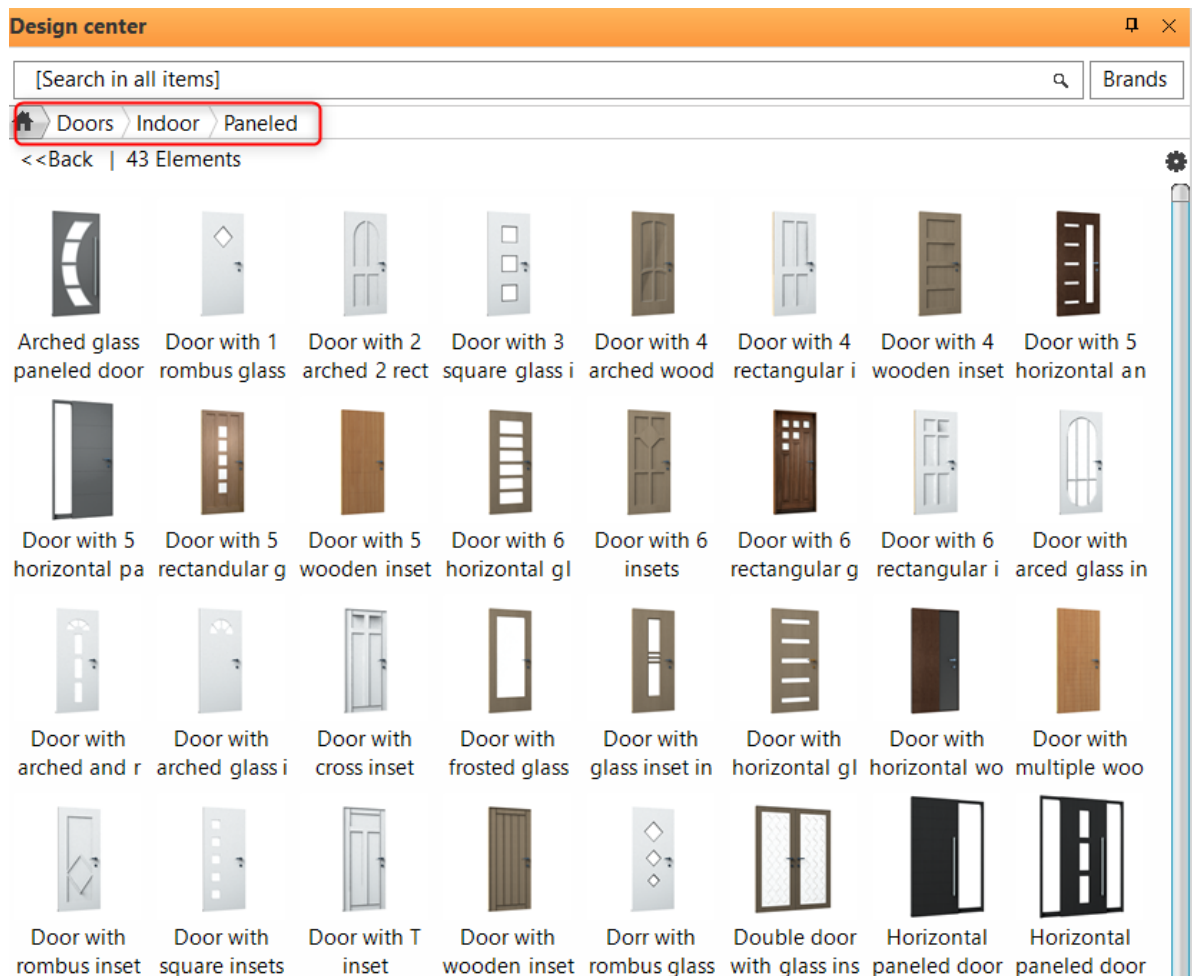 Design center
[Search in all items] Brands
Doors Indoor Paneled
<<Back | 43 Elements
Arched glass Door with 1 Door with 2 Door with 3 Door with 4 Door with 4 Door with 4 Door with 5
paneled door rombus glass arched 2 rect square glass i arched wood rectangular i wooden inset horizontal an
Door with 5 Door with 5 Door with 5 Door with 6 Door with 6 Door with 6 Door with 6 Door with
horizontal pa rectandular g wooden inset horizontal gl insets rectangular g rectangular i arced glass in
Door with Door with Door with Door with Door with Door with Door with Door with
arched and r arched glass i cross inset frosted glass glass inset in horizontal gl horizontal wo multiple woo
Door with Door with Door with T Door with Dorr with Double door Horizontal Horizontal
rombus inset square insets inset wooden inset rombus glass with glass ins paneled door paneled door